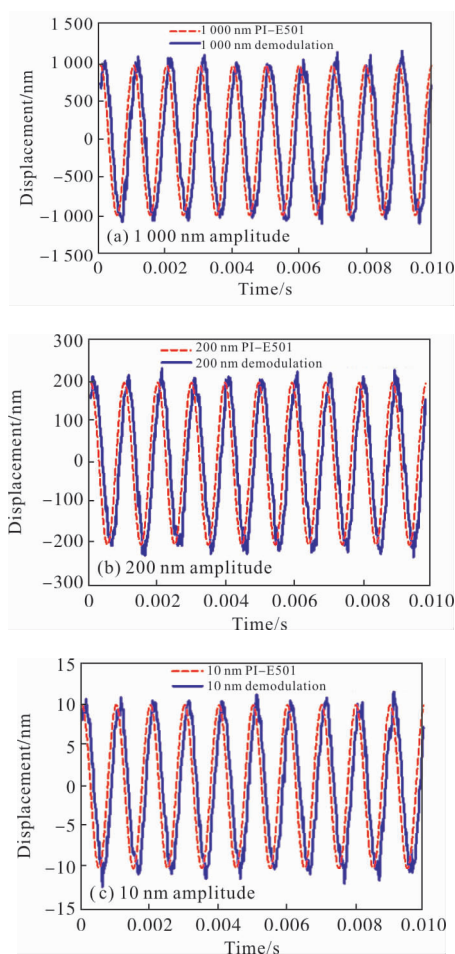 1 500
1 000 nm PI−E501
1 000 nm demodulation
1 000
500
0
−500
−1 000
(a) 1 000 nm amplitude
−1 500
0 0.002 0.004 0.006 0.008 0.010
Time/s
Displacement/nm
300
200 nm PI−E501
200 nm demodulation
200
100
0
−100
−200
(b) 200 nm amplitude
−300
0 0.002 0.004 0.006 0.008 0.010
Time/s
Displacement/nm
15
10 nm PI−E501
10 nm demodulation
10
5
0
−5
−10
(c) 10 nm amplitude
−15
0 0.002 0.004 0.006 0.008 0.010
Time/s
Displacement/nm